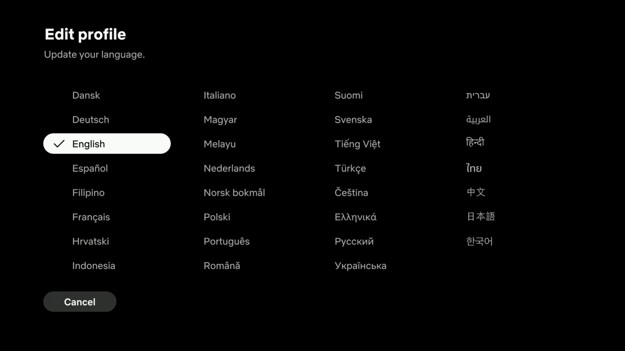 Edit profile
Update your language.
Dansk
Deutsch
English
Español
Filipino
Français
Hrvatski
Indonesia
Italiano
Magyar
Melayu
Nederlands
Norsk bokmål
Polski
Português
Română
Suomi
Svenska
Tiếng Việt
Türkçe
Čeština
Ελληνικά
Русский
Українська
עברית
العربية
हिन्दी
ไทย
中文
日本語
한국어
Cancel